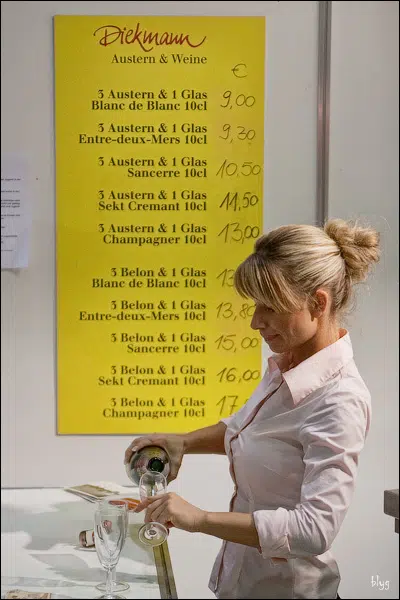 Diekmann
Austern & Weine
€
3 Austern & 1 Glas
Blanc de Blanc 10cl 9,00
3 Austern & 1 Glas
Entre-deux-Mers 10cl 9,30
3 Austern & 1 Glas
Sancerre 10cl 10,50
3 Austern & 1 Glas
Sekt Cremant 10cl 11,50
3 Austern & 1 Glas
Champagner 10cl 13,00
3 Belon & 1 Glas
Blanc de Blanc 10cl
3 Belon & 1 Glas
Entre-deux-Mers 10cl 13,80
3 Belon & 1 Glas
Sancerre 10cl 15,00
3 Belon & 1 Glas
Sekt Cremant 10cl 16,00
3 Belon & 1 Glas
Champagner 10cl 17
blyg